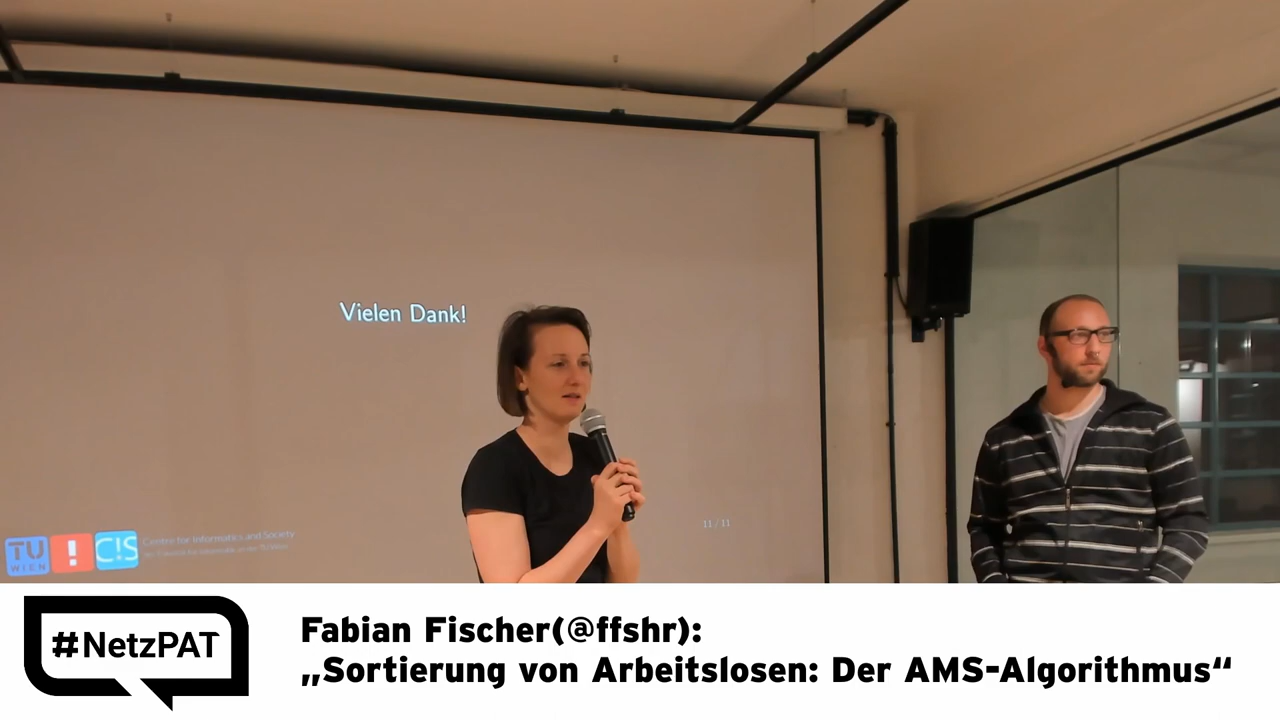 Vielen Dank!
11 / 11
TU
WIEN
!
C!S
Centre for Informatics and Society
#NetzPAT
Fabian Fischer(@ffshr):
„Sortierung von Arbeitslosen: Der AMS-Algorithmus“